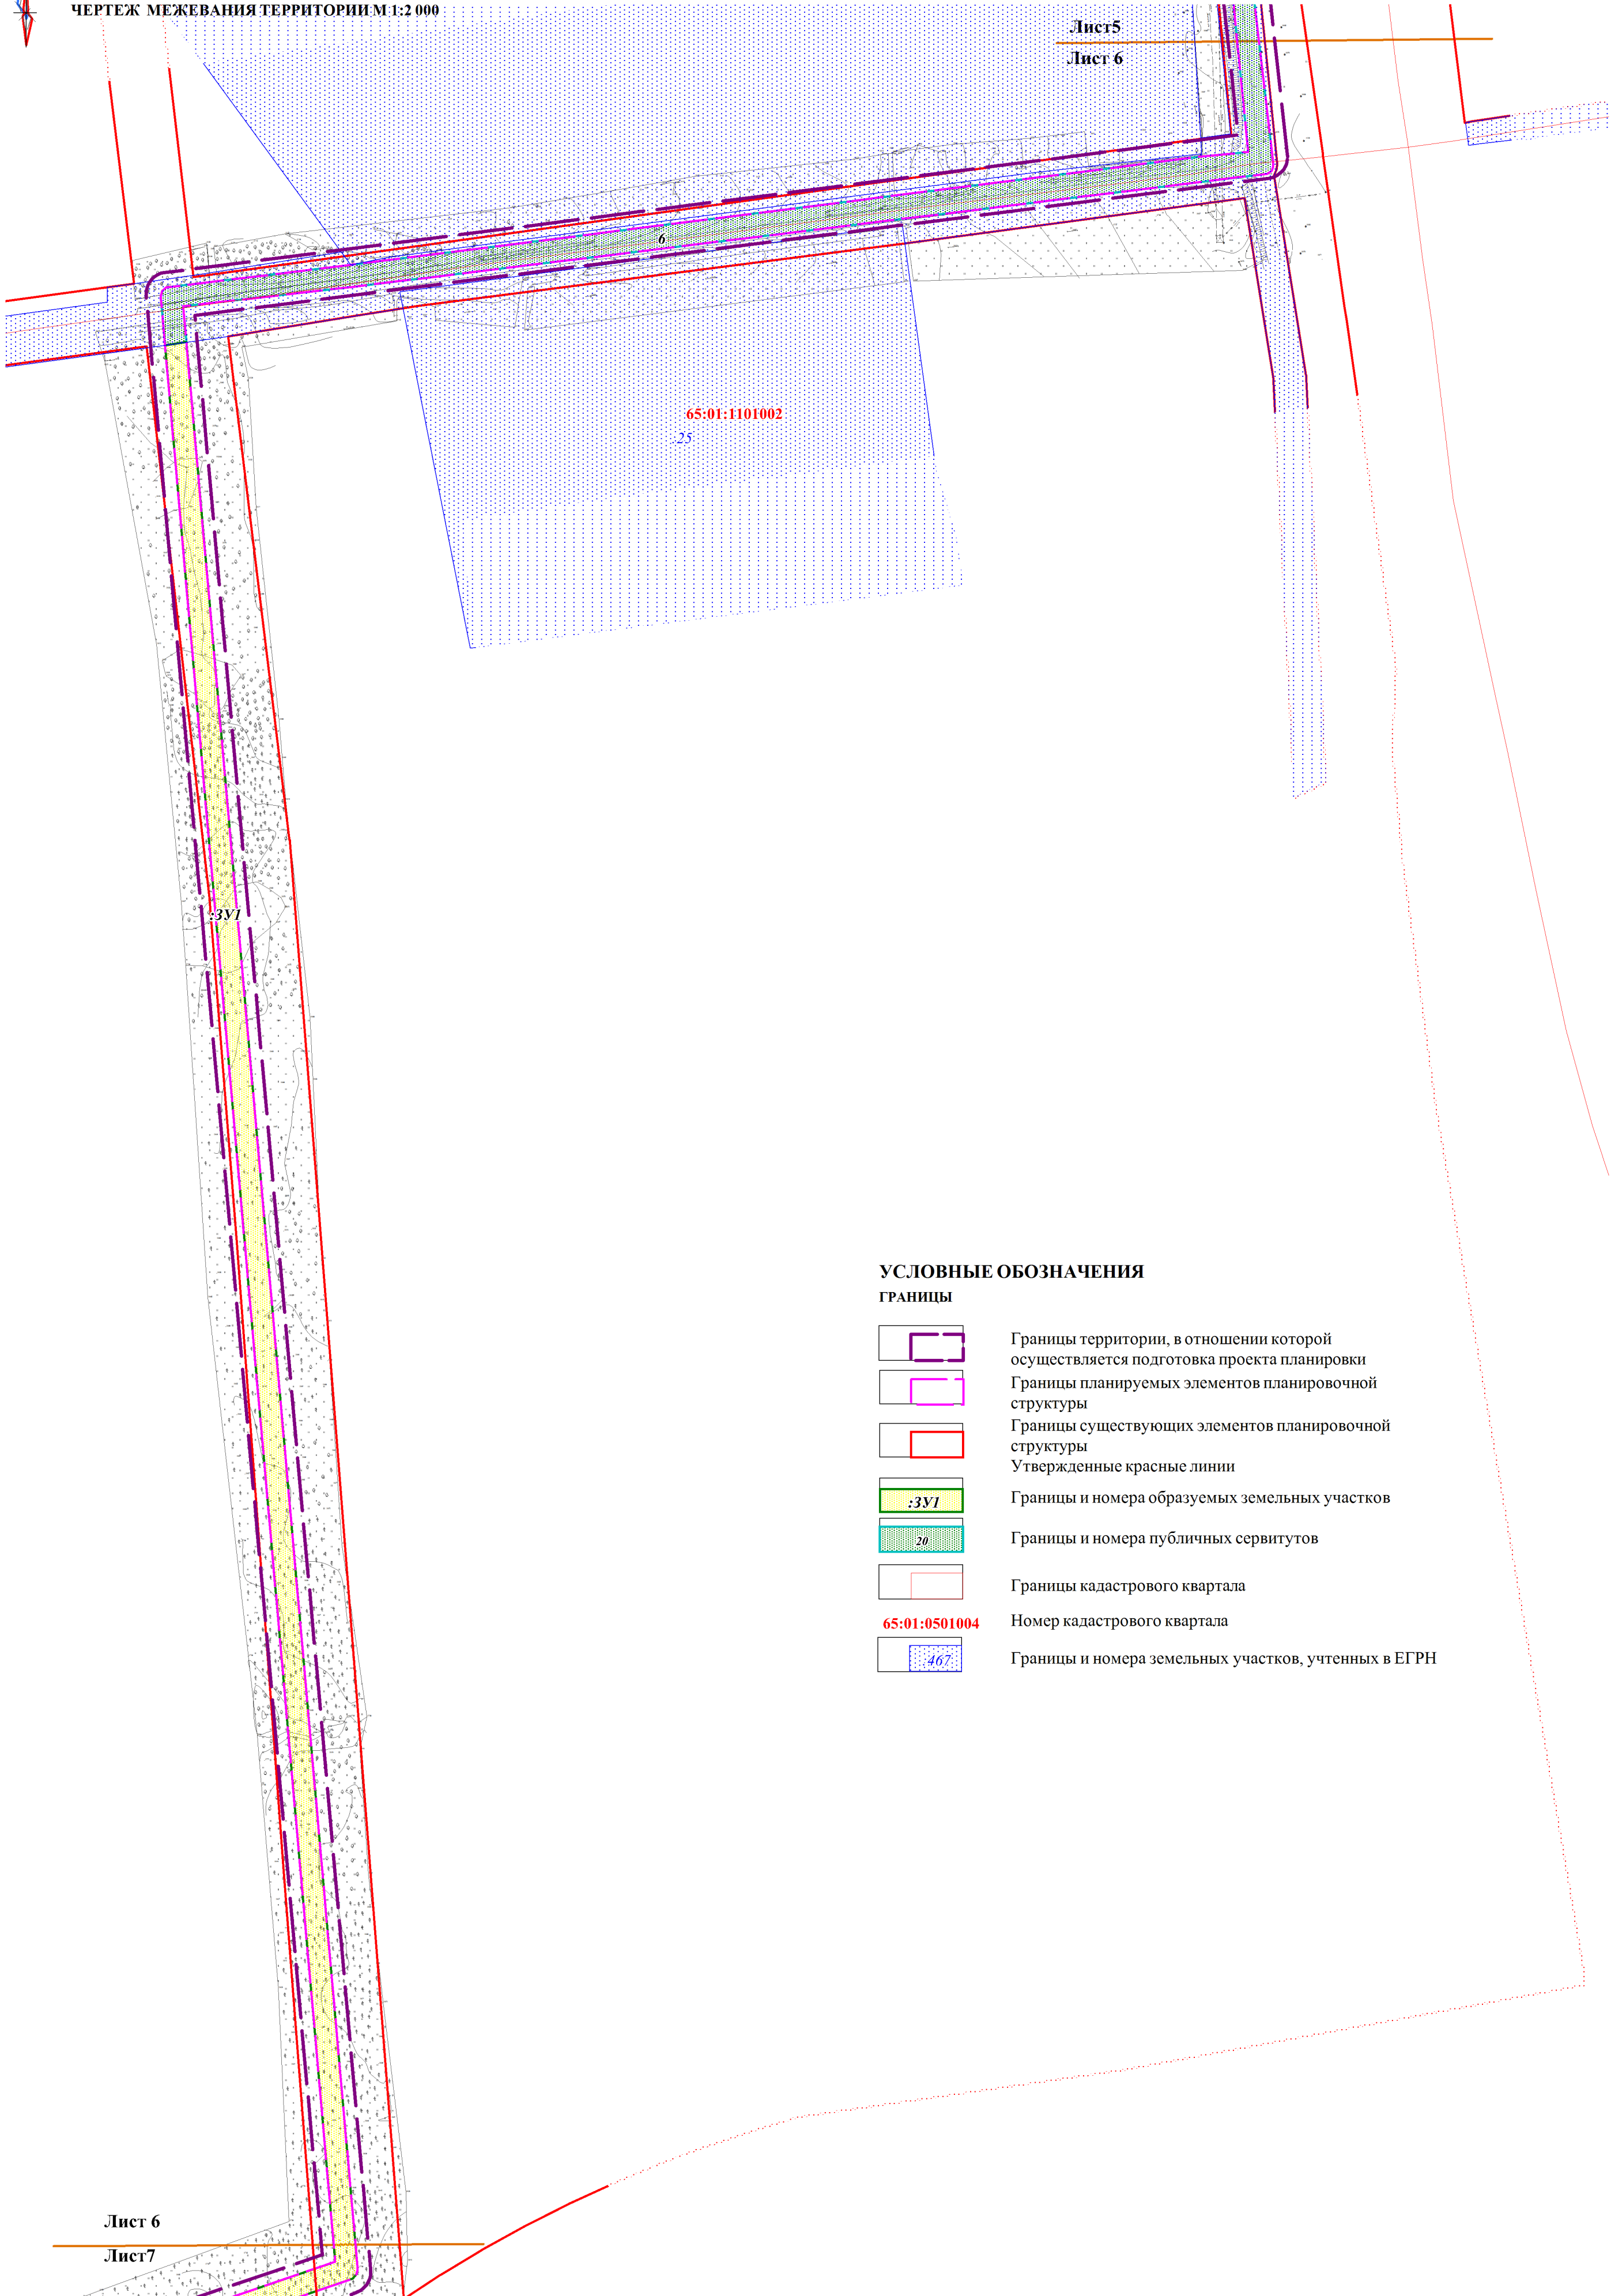 ЧЕРТЕЖ МЕЖЕВАНИЯ ТЕРРИТОРИИ М 1:2 000
Лист5
Лист 6
6
65:01:1101002
:25
:ЗУ1
УСЛОВНЫЕ ОБОЗНАЧЕНИЯ
ГРАНИЦЫ
Границы территории, в отношении которой
осуществляется подготовка проекта планировки
Границы планируемых элементов планировочной
структуры
Границы существующих элементов планировочной
структуры
Утвержденные красные линии
:ЗУ1
Границы и номера образуемых земельных участков
20
Границы и номера публичных сервитутов
Границы кадастрового квартала
65:01:0501004
Номер кадастрового квартала
:467
Границы и номера земельных участков, учтенных в ЕГРН
Лист 6
Лист7